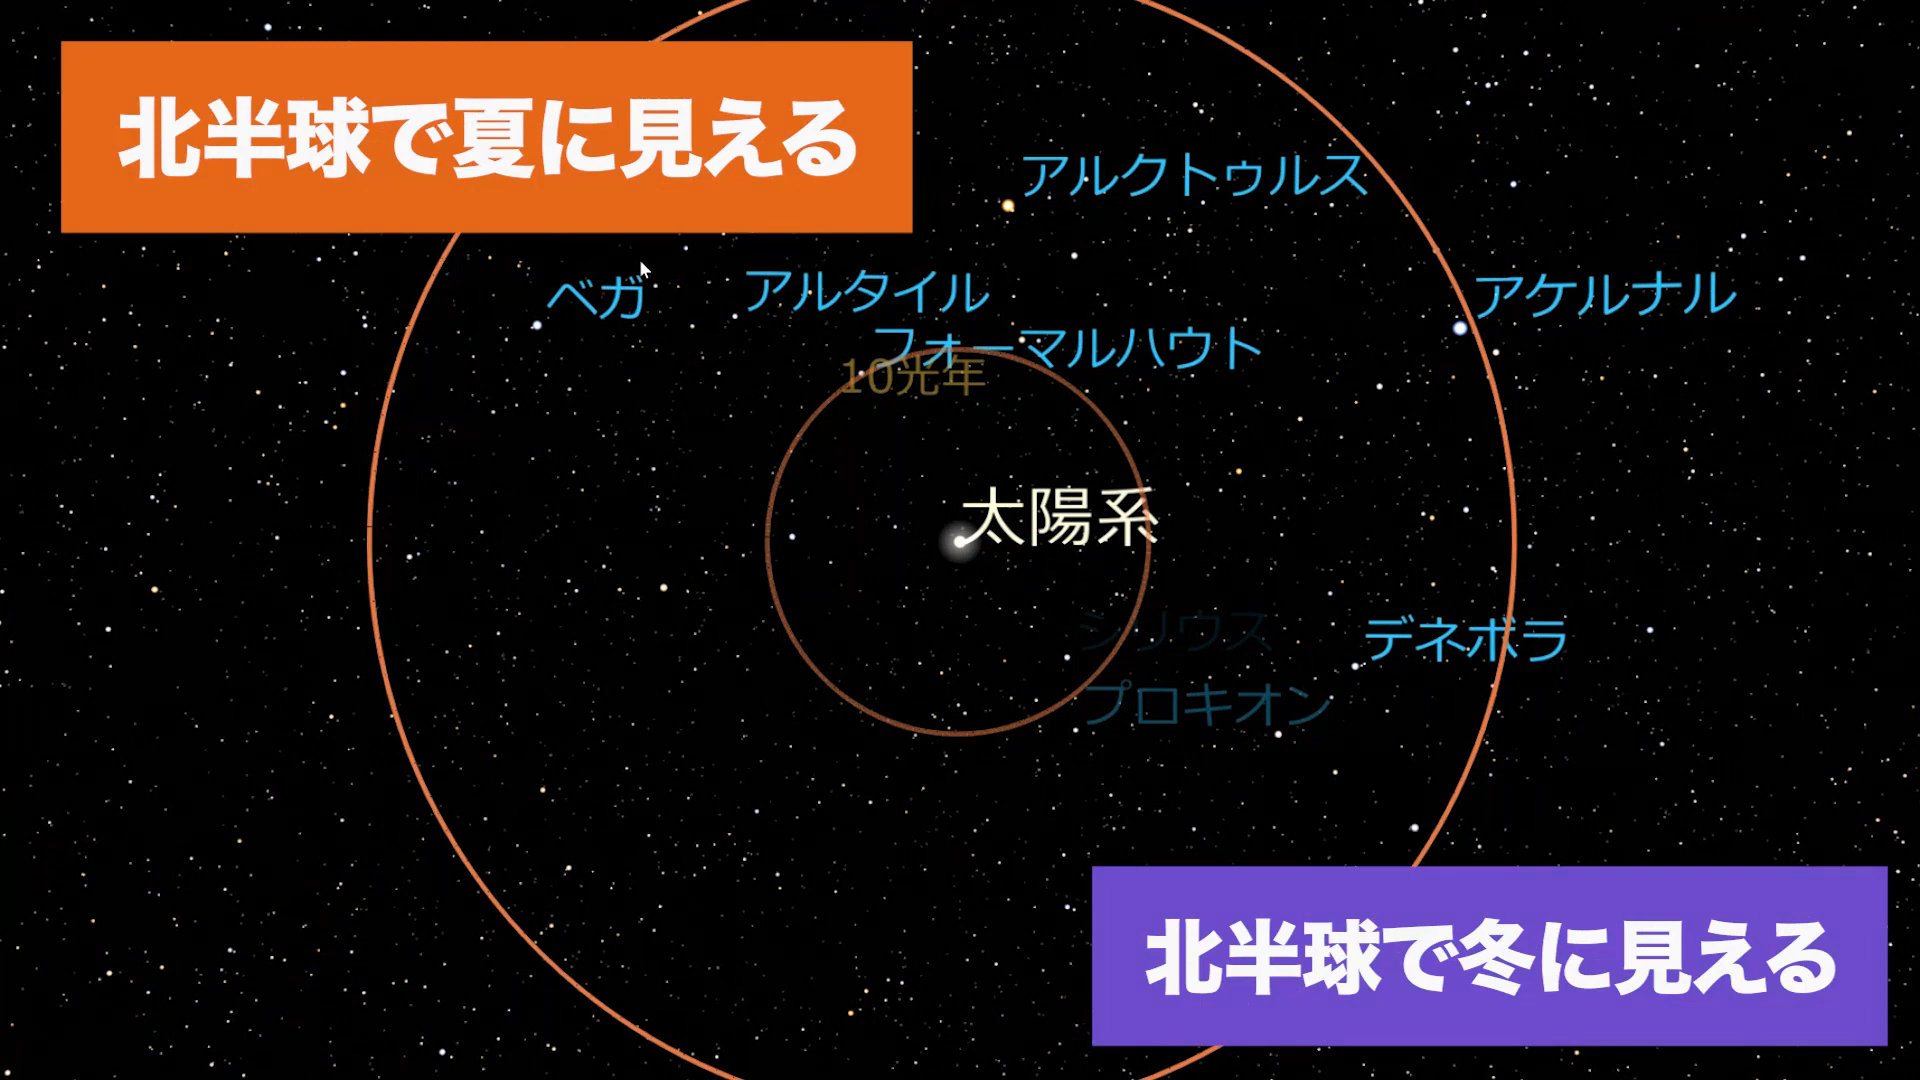 北半球で夏に見える
アルクトゥルス
ベガ
アルタイル
アケルナル
フォーマルハウト
10光年
太陽系
シリウス
デネボラ
プロキオン
北半球で冬に見える